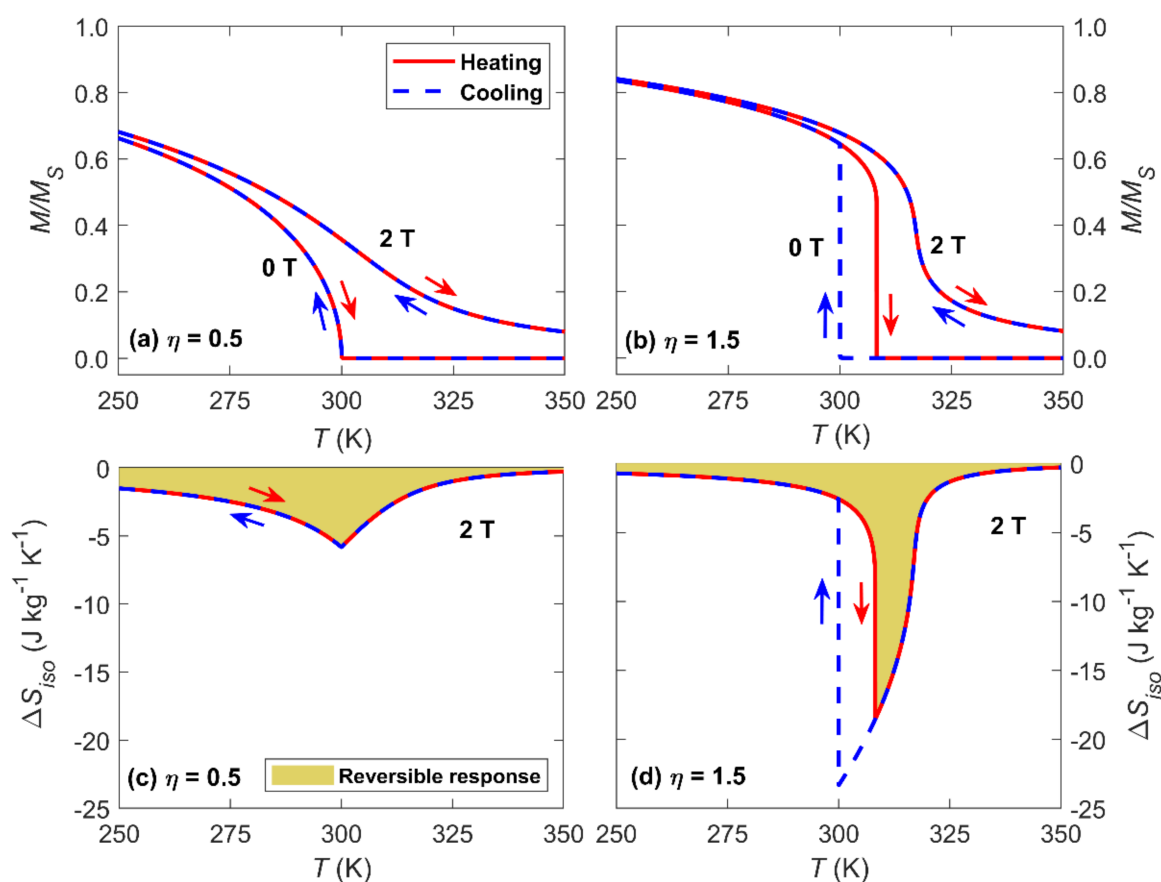 1.0
0.8
0.6
0.4
0.2
0.0
M/M_S
Heating
Cooling
2 T
0 T
(a) η = 0.5
250 275 300 325 350
T (K)
1.0
0.8
0.6
0.4
0.2
0.0
M/M_S
0 T
2 T
(b) η = 1.5
250 275 300 325 350
T (K)
0
-5
-10
-15
-20
-25
ΔS_iso (J kg⁻¹ K⁻¹)
2 T
(c) η = 0.5
Reversible response
250 275 300 325 350
T (K)
0
-5
-10
-15
-20
-25
ΔS_iso (J kg⁻¹ K⁻¹)
2 T
(d) η = 1.5
250 275 300 325 350
T (K)